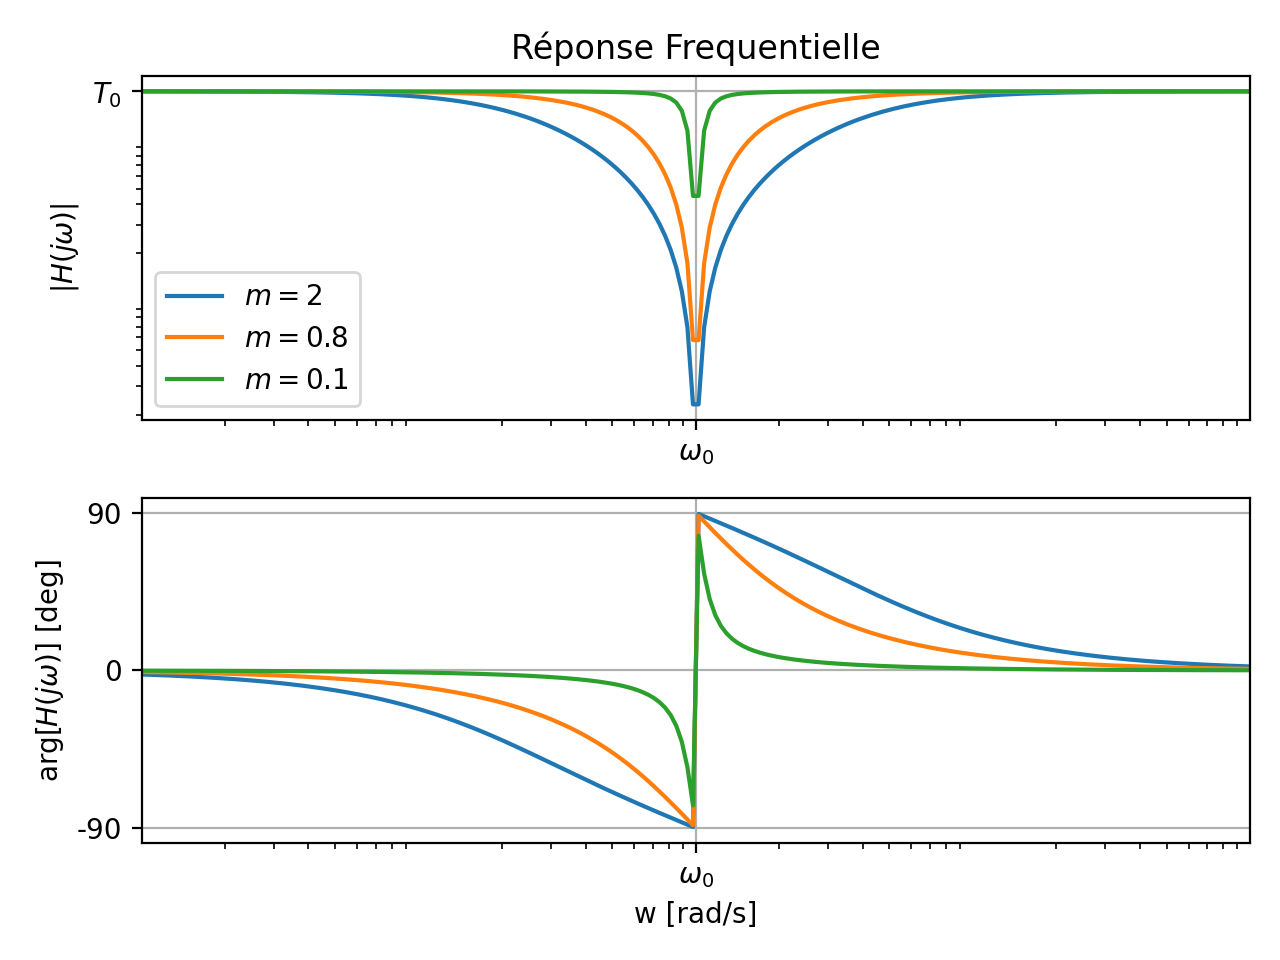 Réponse Frequentielle
T₀
|H(jω)|
m = 2
m = 0.8
m = 0.1
ω₀
90
0
-90
arg[H(jω)] [deg]
ω₀
w [rad/s]